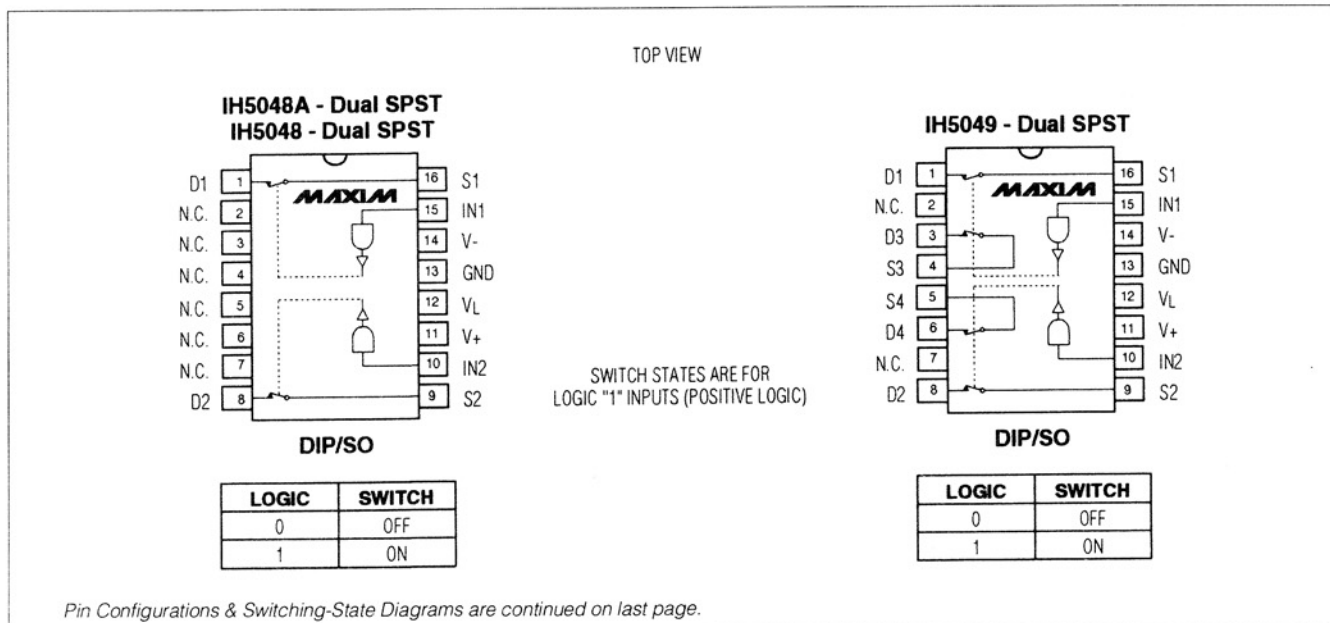 TOP VIEW
IH5048A - Dual SPST
IH5048 - Dual SPST
D1 1 16 S1
MAXIM
N.C. 2 15 IN1
N.C. 3 14 V-
N.C. 4 13 GND
N.C. 5 12 VL
N.C. 6 11 V+
N.C. 7 10 IN2
D2 8 9 S2
DIP/SO
LOGIC SWITCH
0 OFF
1 ON
SWITCH STATES ARE FOR
LOGIC "1" INPUTS (POSITIVE LOGIC)
IH5049 - Dual SPST
D1 1 16 S1
MAXIM
N.C. 2 15 IN1
D3 3 14 V-
S3 4 13 GND
S4 5 12 VL
D4 6 11 V+
N.C. 7 10 IN2
D2 8 9 S2
DIP/SO
LOGIC SWITCH
0 OFF
1 ON
Pin Configurations & Switching-State Diagrams are continued on last page.